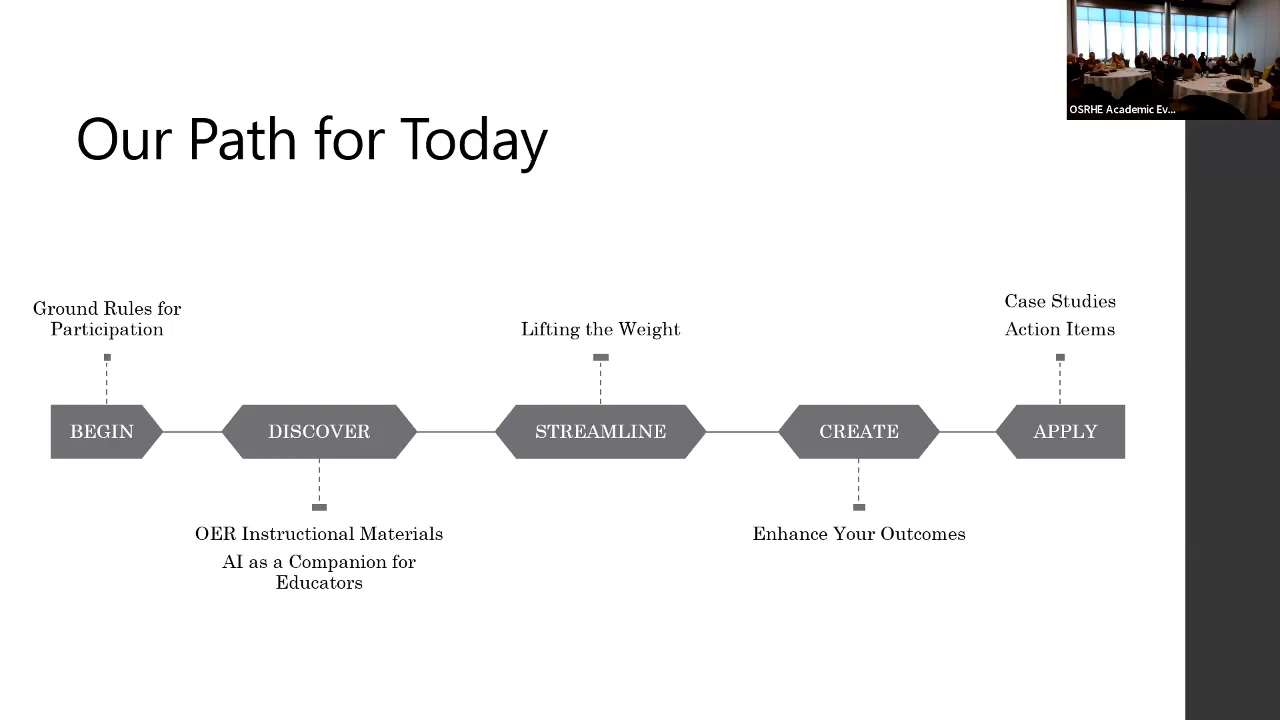 OSRHE Academic Ev...
Our Path for Today
Ground Rules for
Participation
Lifting the Weight
Case Studies
Action Items
BEGIN
DISCOVER
STREAMLINE
CREATE
APPLY
OER Instructional Materials
AI as a Companion for
Educators
Enhance Your Outcomes